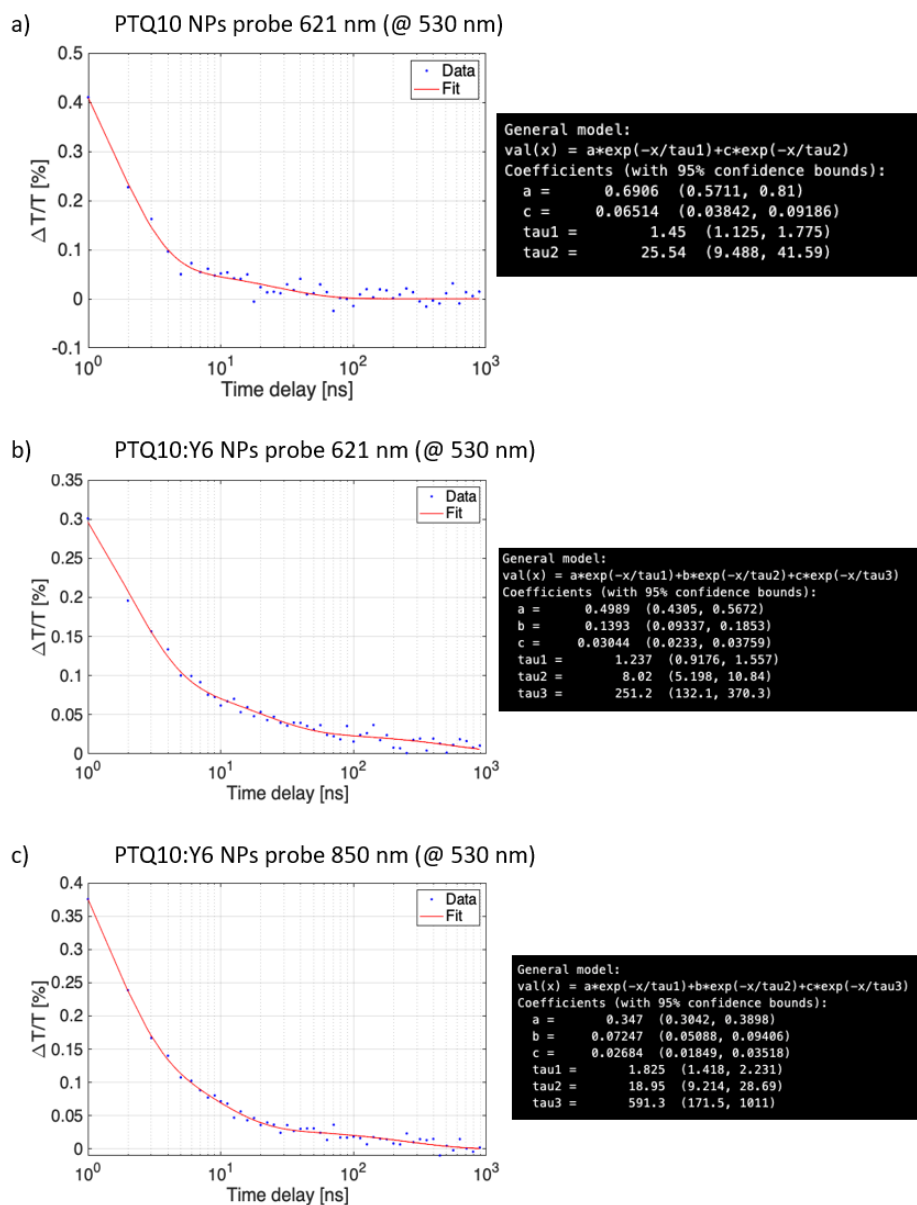 a) PTQ10 NPs probe 621 nm (@ 530 nm)
0.5
0.4
0.3
0.2
0.1
0
-0.1
ΔT/T [%]
Data
Fit
10^0 10^1 10^2 10^3
Time delay [ns]
General model:
val(x) = a*exp(-x/tau1)+c*exp(-x/tau2)
Coefficients (with 95% confidence bounds):
a = 0.6906 (0.5711, 0.81)
c = 0.06514 (0.03842, 0.09186)
tau1 = 1.45 (1.125, 1.775)
tau2 = 25.54 (9.488, 41.59)
b) PTQ10:Y6 NPs probe 621 nm (@ 530 nm)
0.35
0.3
0.25
0.2
0.15
0.1
0.05
0
ΔT/T [%]
Data
Fit
10^0 10^1 10^2 10^3
Time delay [ns]
General model:
val(x) = a*exp(-x/tau1)+b*exp(-x/tau2)+c*exp(-x/tau3)
Coefficients (with 95% confidence bounds):
a = 0.4989 (0.4305, 0.5672)
b = 0.1393 (0.09337, 0.1853)
c = 0.03044 (0.0233, 0.03759)
tau1 = 1.237 (0.9176, 1.557)
tau2 = 8.02 (5.198, 10.84)
tau3 = 251.2 (132.1, 370.3)
c) PTQ10:Y6 NPs probe 850 nm (@ 530 nm)
0.4
0.35
0.3
0.25
0.2
0.15
0.1
0.05
0
ΔT/T [%]
Data
Fit
10^0 10^1 10^2 10^3
Time delay [ns]
General model:
val(x) = a*exp(-x/tau1)+b*exp(-x/tau2)+c*exp(-x/tau3)
Coefficients (with 95% confidence bounds):
a = 0.347 (0.3042, 0.3898)
b = 0.07247 (0.05088, 0.09406)
c = 0.02684 (0.01849, 0.03518)
tau1 = 1.825 (1.418, 2.231)
tau2 = 18.95 (9.214, 28.69)
tau3 = 591.3 (171.5, 1011)